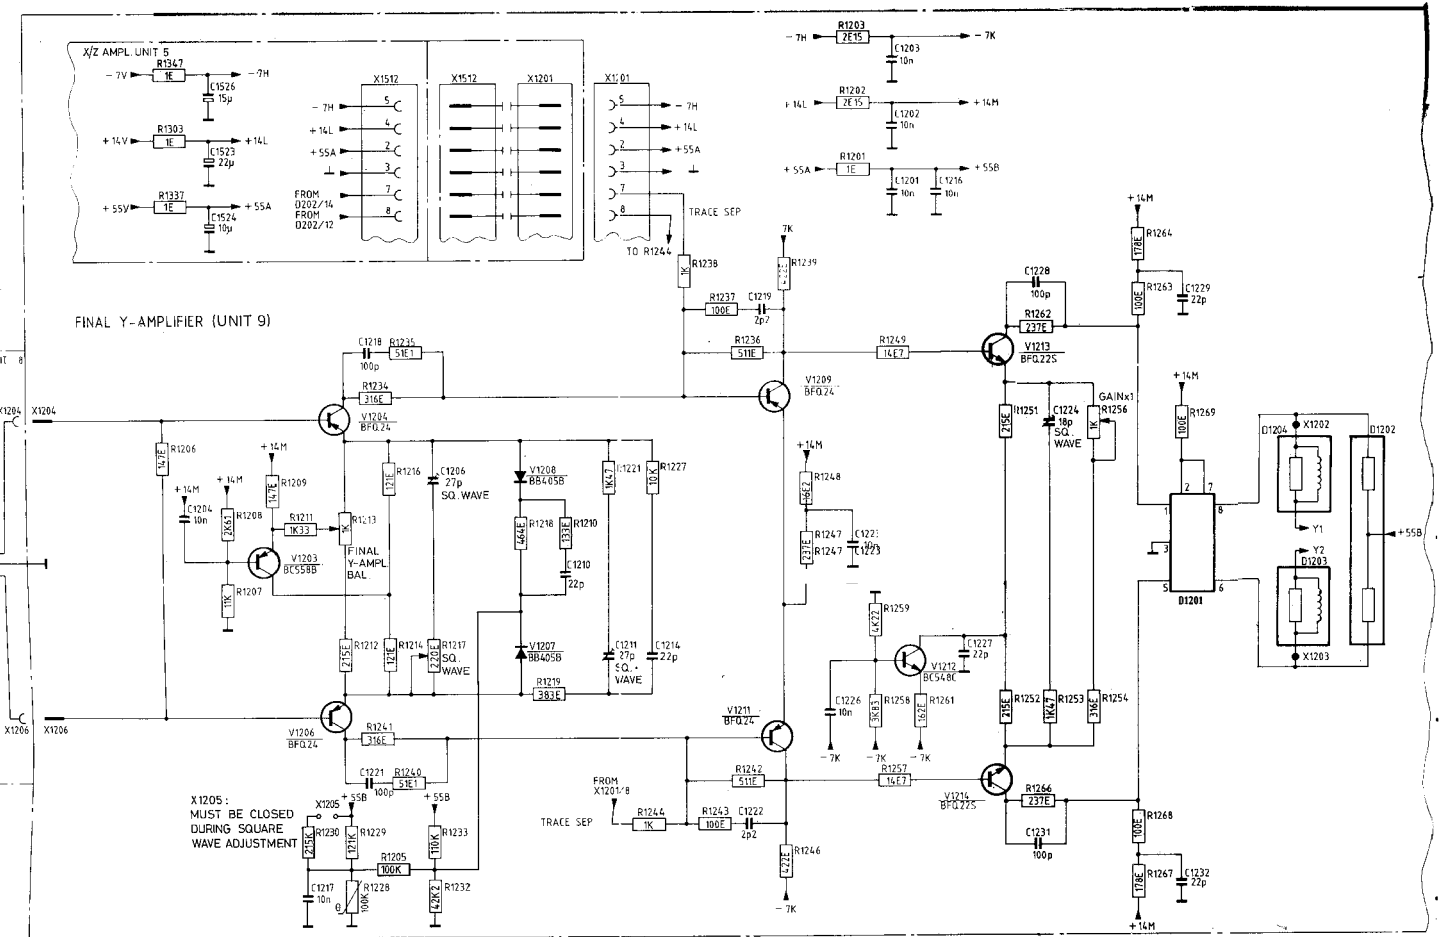 X/Z AMPL. UNIT 5
- 7V R1347 1E - 7H
C1526 15µ
+ 14V R1303 1E + 14L
C1523 22µ
+ 55V R1337 1E + 55A
C1524 10µ
X1512 X1512 X1201 X1201
- 7H 5 5 - 7H
+ 14L 4 4 + 14L
+ 55A 2 2 + 55A
3 3
FROM D202/14 7 7
FROM D202/12 8 8
TRACE SEP
TO R1244
- 7H R1203 2E15 - 7K
C1203 10n
+ 14L R1202 2E15 + 14M
C1202 10n
+ 55A R1201 1E + 55B
C1201 10n
C1216 10n
FINAL Y-AMPLIFIER (UNIT 9)
R1238 1K
7K
R1239
R1237 100E
C1219
R1236 511E
C1218 100p
R1235 51E1
R1234 316E
V1204 BFQ24
V1209 BFQ24
R1249 14E7
C1228 100p
R1262 237E
V1213 BFQ22S
+ 14M
R1264 178E
R1263 100E
C1229 22p
X1204 X1204
R1206 147E
+ 14M
R1209 147E
+ 14M
C1204 10n
R1208 2K61
R1211 1K33
R1213 1K
FINAL Y-AMPL BAL.
V1203 BC558B
R1207 11K
R1216 121E
C1206 27p
SQ. WAVE
V1208 BB405B
R1218 464E
R1210 133E
C1210 22p
R1221 1K47
R1227 10K
R1212 215E
R1214 121E
R1217 220E
SQ. WAVE
V1207 BB405B
C1211 27p
SQ. WAVE
C1214 22p
R1219 383E
+ 14M
R1248
R1247 237E
R1247
C1223 10n
C1223
R1251 215E
C1224 18p
SQ WAVE
GAIN x1
R1256 1K
+ 14M
R1269 100E
2 7
1 8
3
5 6
D1201
D1204 X1202 D1202
Y1
Y2
D1203
X1203
+ 55B
R1259 4K22
V1212 BC548C
C1227 22p
C1226 10n
R1258 3K83
R1261 162E
- 7K - 7K - 7K
R1252 215E
R1253 1K47
R1254 316E
X1206 X1206
V1206 BFQ24
R1241 316E
C1221 100p
R1240 51E1
V1211 BFQ24
R1242 511E
R1257 14E7
V1214 BFQ22S
R1266 237E
C1231 100p
R1268 100E
R1267 178E
C1232 22p
+ 14M
FROM X1201/8
TRACE SEP
R1244 1K
R1243 100E
C1222 2p2
R1246 422E
- 7K
X1205 :
MUST BE CLOSED
DURING SQUARE
WAVE ADJUSTMENT
X1205
+ 55B
+ 55B
R1230 215K
R1229 121K
R1233 110K
R1205 100K
C1217 10n
R1228 100K
θ
R1232 42K2